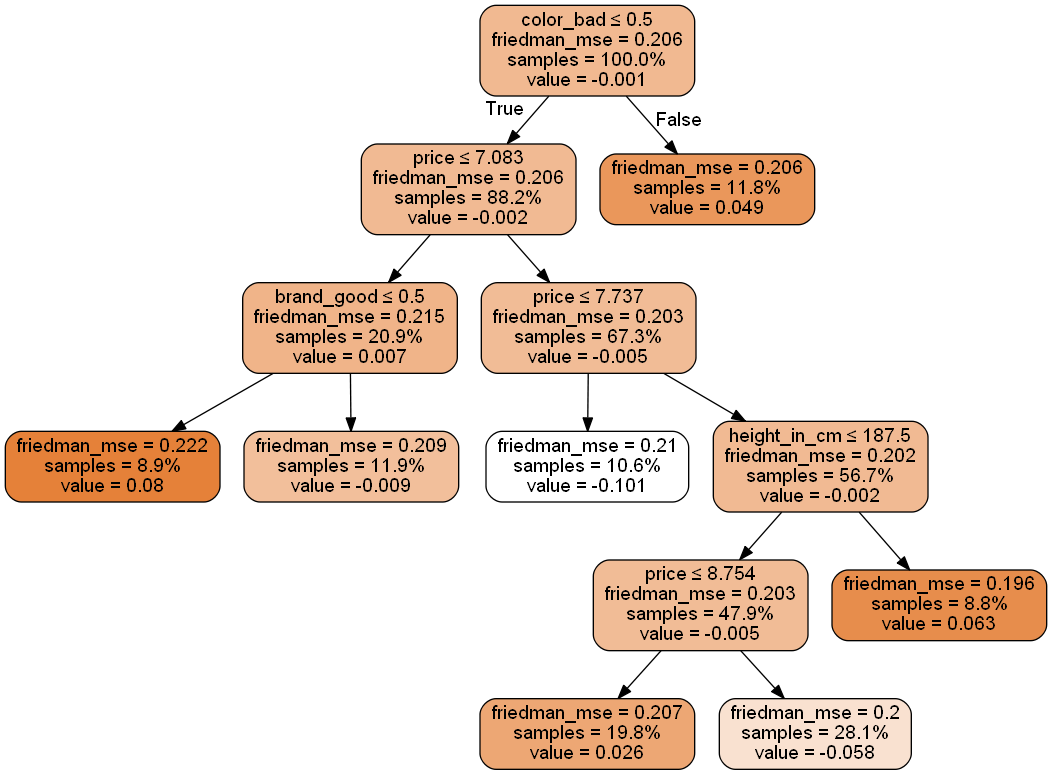 color_bad ≤ 0.5
friedman_mse = 0.206
samples = 100.0%
value = -0.001
True
False
price ≤ 7.083
friedman_mse = 0.206
samples = 88.2%
value = -0.002
friedman_mse = 0.206
samples = 11.8%
value = 0.049
brand_good ≤ 0.5
friedman_mse = 0.215
samples = 20.9%
value = 0.007
price ≤ 7.737
friedman_mse = 0.203
samples = 67.3%
value = -0.005
friedman_mse = 0.222
samples = 8.9%
value = 0.08
friedman_mse = 0.209
samples = 11.9%
value = -0.009
friedman_mse = 0.21
samples = 10.6%
value = -0.101
height_in_cm ≤ 187.5
friedman_mse = 0.202
samples = 56.7%
value = -0.002
price ≤ 8.754
friedman_mse = 0.203
samples = 47.9%
value = -0.005
friedman_mse = 0.196
samples = 8.8%
value = 0.063
friedman_mse = 0.207
samples = 19.8%
value = 0.026
friedman_mse = 0.2
samples = 28.1%
value = -0.058